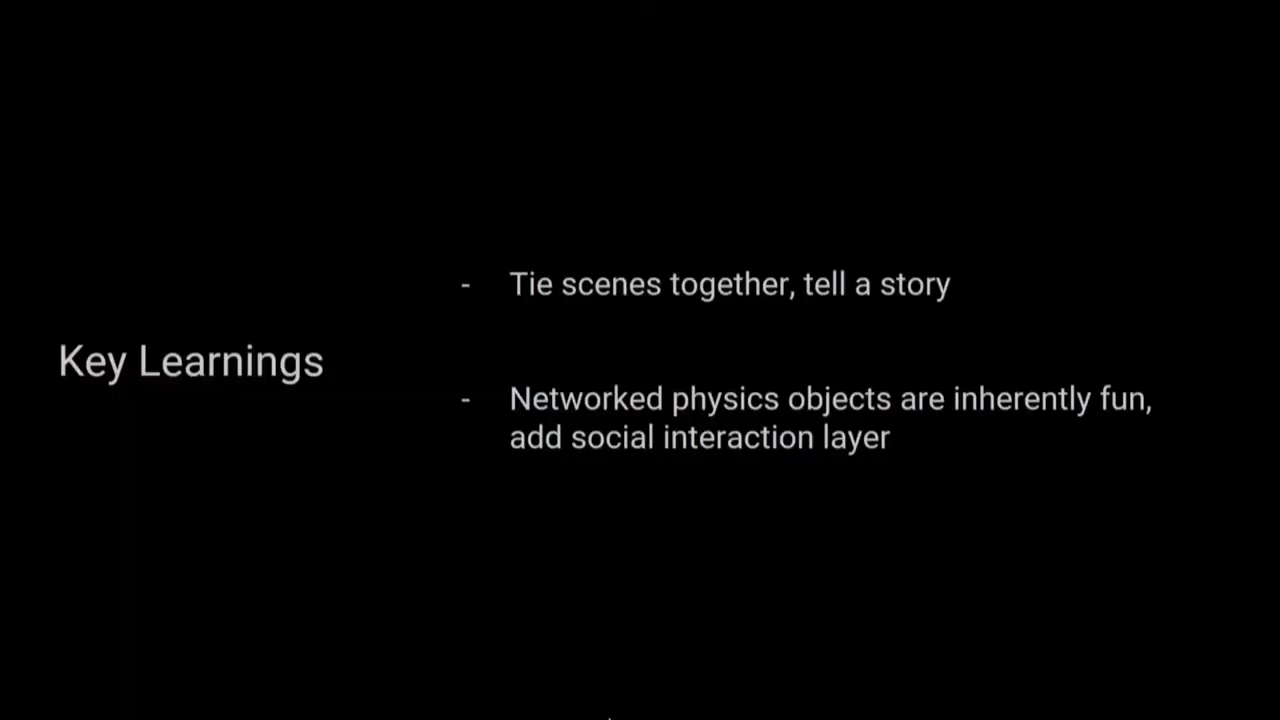 Key Learnings
- Tie scenes together, tell a story
- Networked physics objects are inherently fun,
add social interaction layer